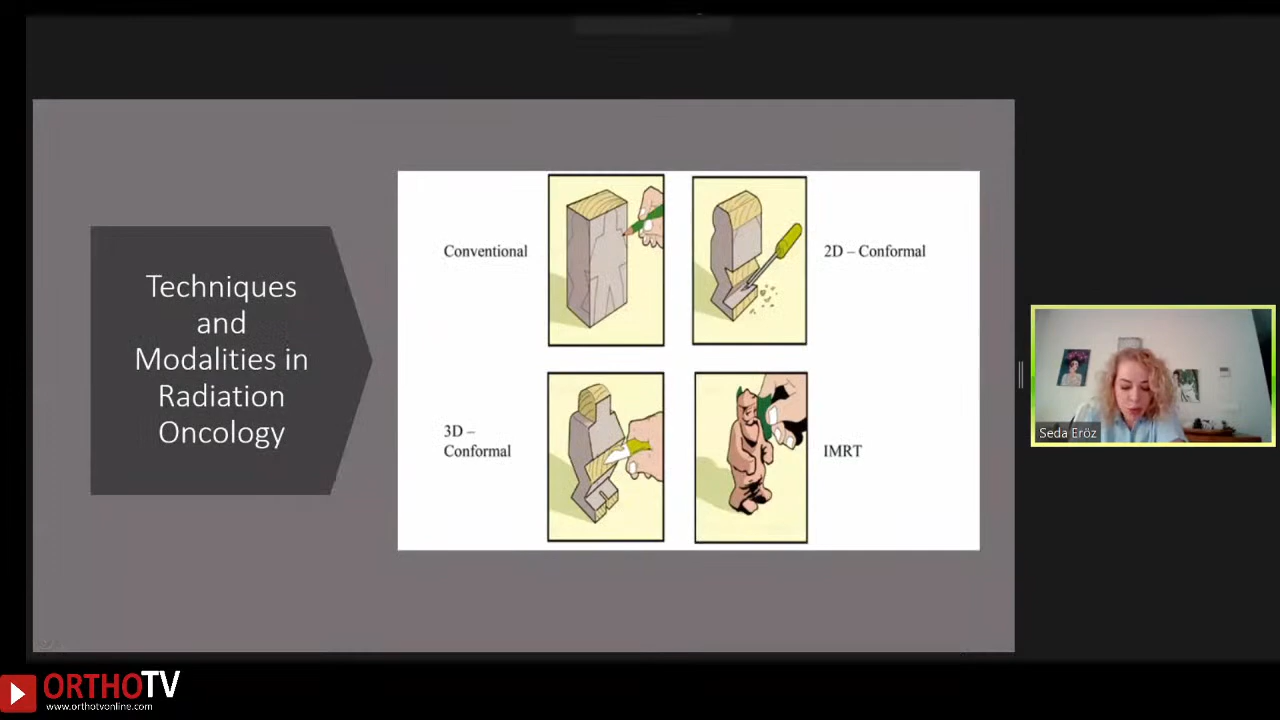 Techniques
and
Modalities in
Radiation
Oncology
Conventional
2D – Conformal
3D –
Conformal
IMRT
Seda Eröz
ORTHOTV
www.orthotvonline.com